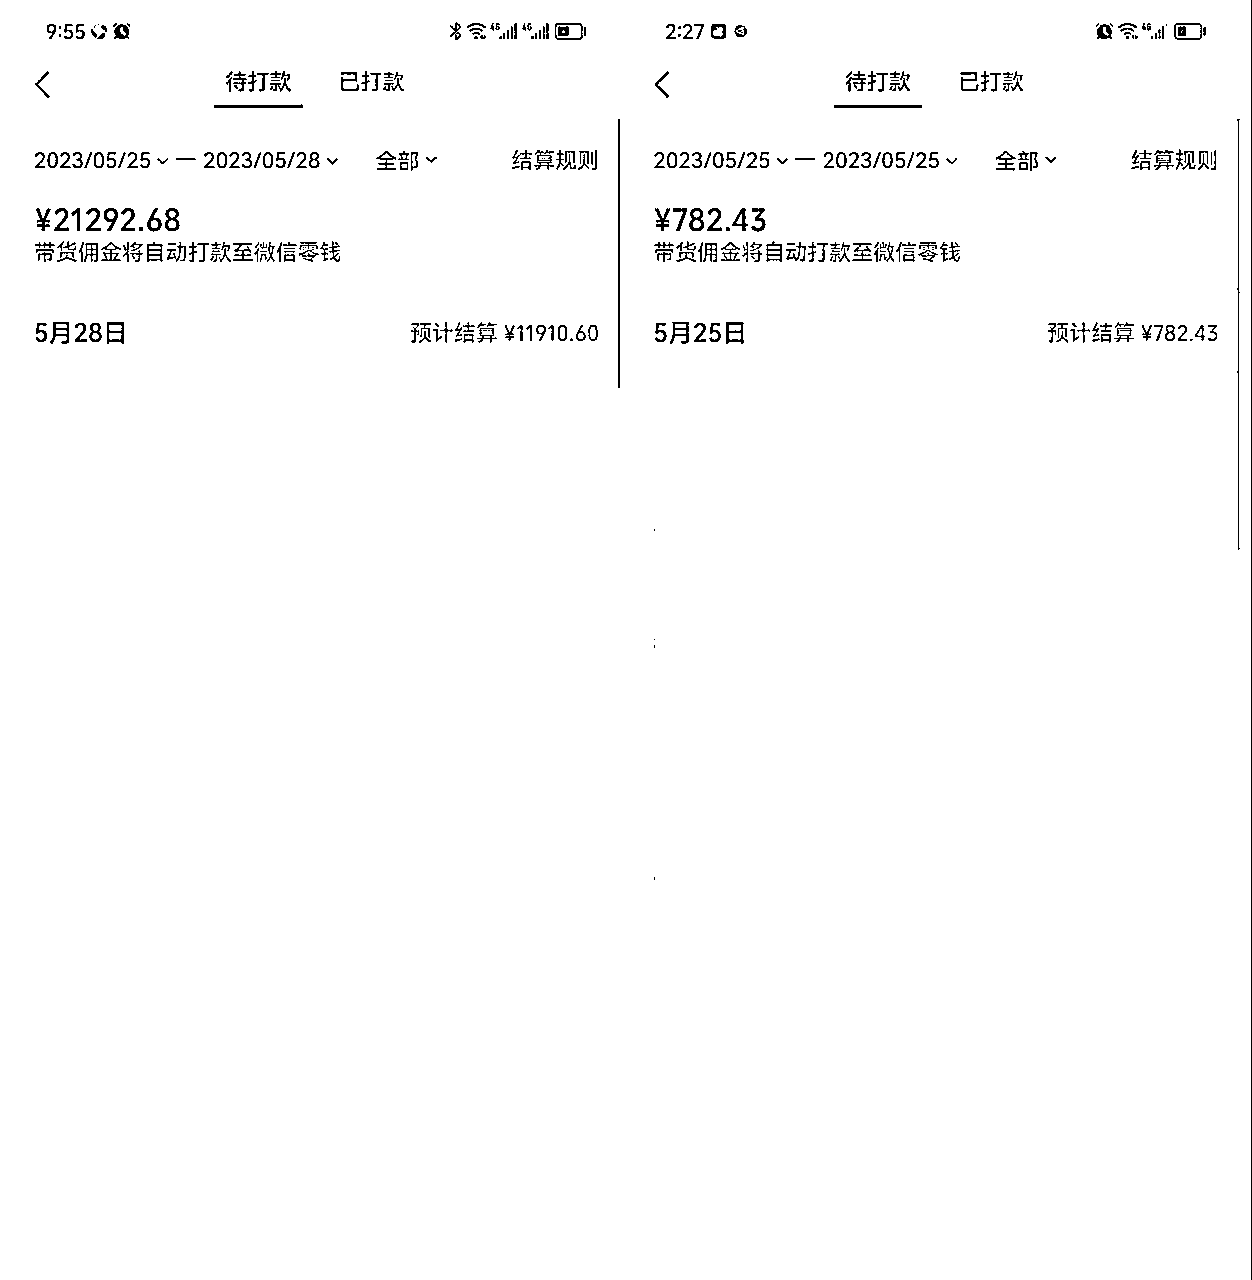 9:55
待打款 已打款
2023/05/25 — 2023/05/28 全部 结算规则
¥21292.68
带货佣金将自动打款至微信零钱
5月28日 预计结算 ¥11910.60
2:27
待打款 已打款
2023/05/25 — 2023/05/25 全部 结算规则
¥782.43
带货佣金将自动打款至微信零钱
5月25日 预计结算 ¥782.43